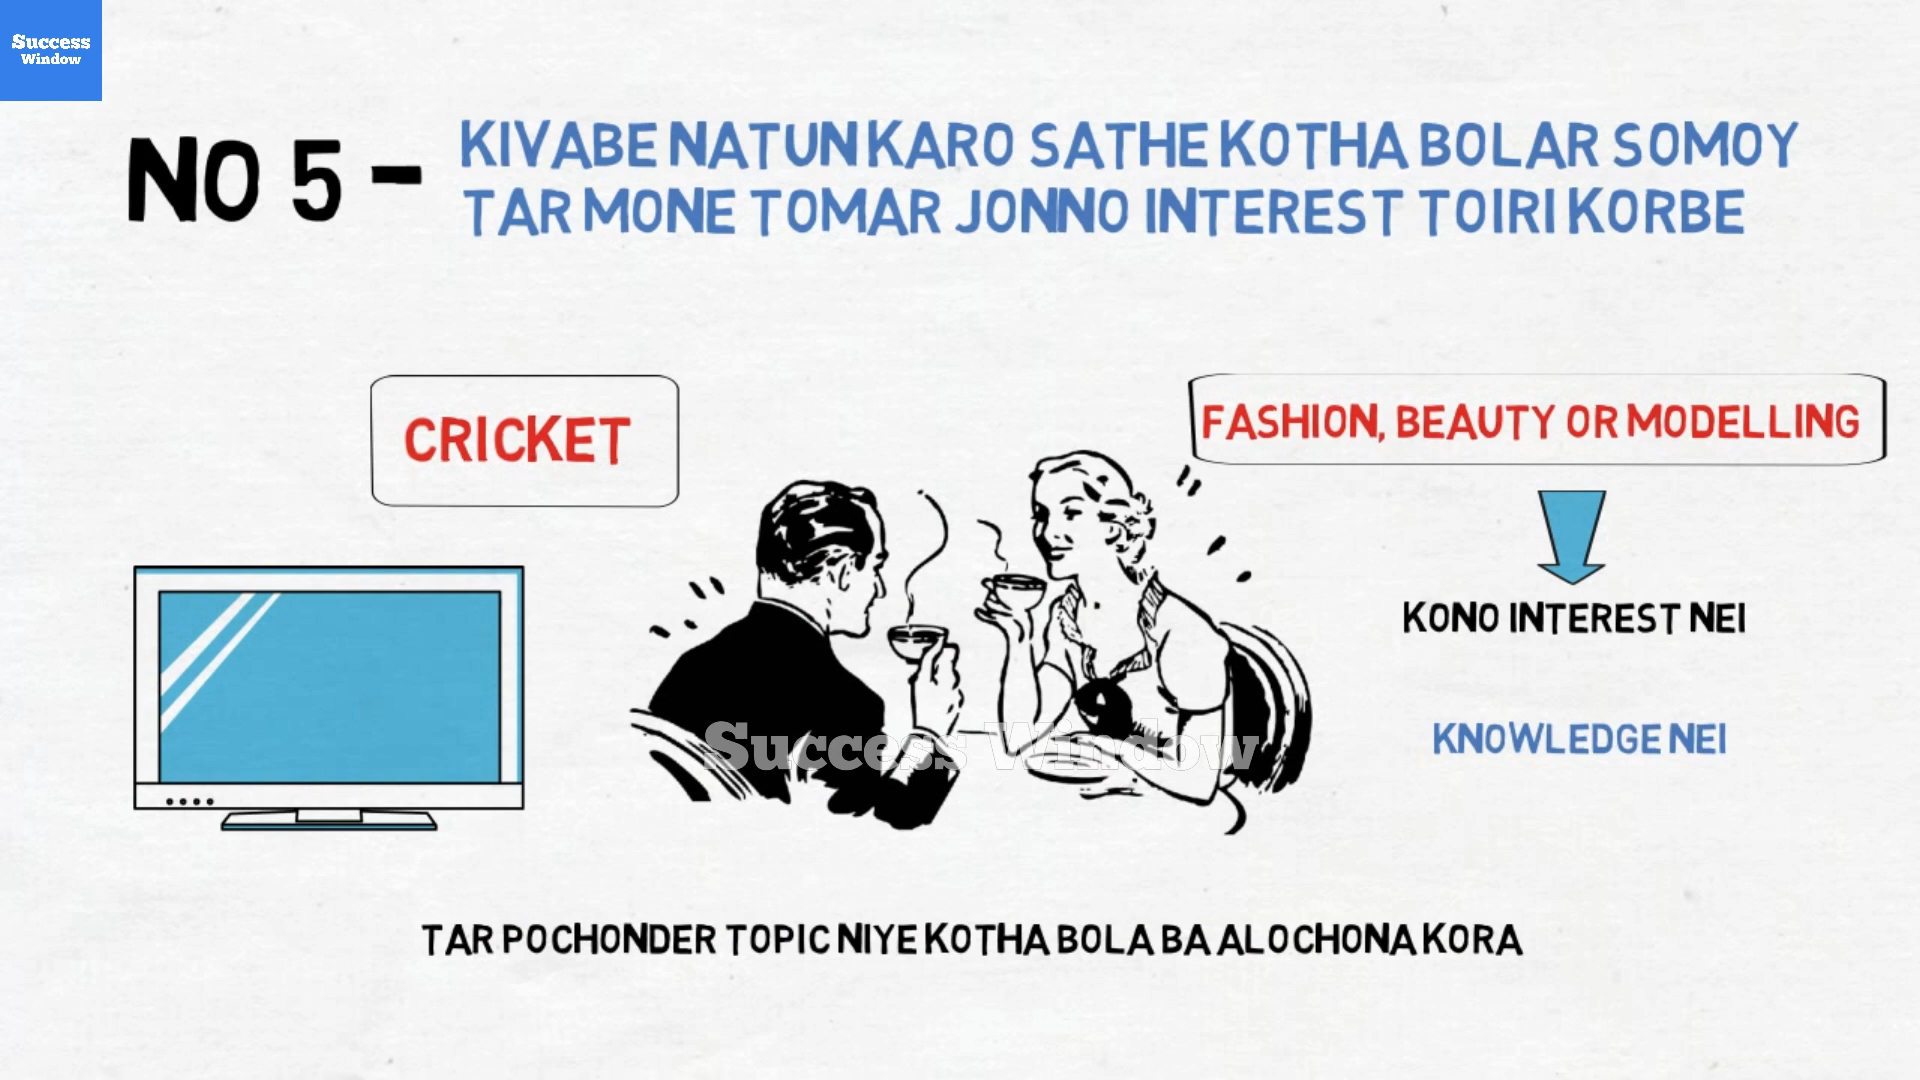 Success
Window
NO 5 - KIVABE NATUN KARO SATHE KOTHA BOLAR SOMOY
TAR MONE TOMAR JONNO INTEREST TOIRI KORBE
CRICKET
FASHION, BEAUTY OR MODELLING
KONO INTEREST NEI
KNOWLEDGE NEI
Success Window
TAR POCHONDER TOPIC NIYE KOTHA BOLA BA ALOCHONA KORA